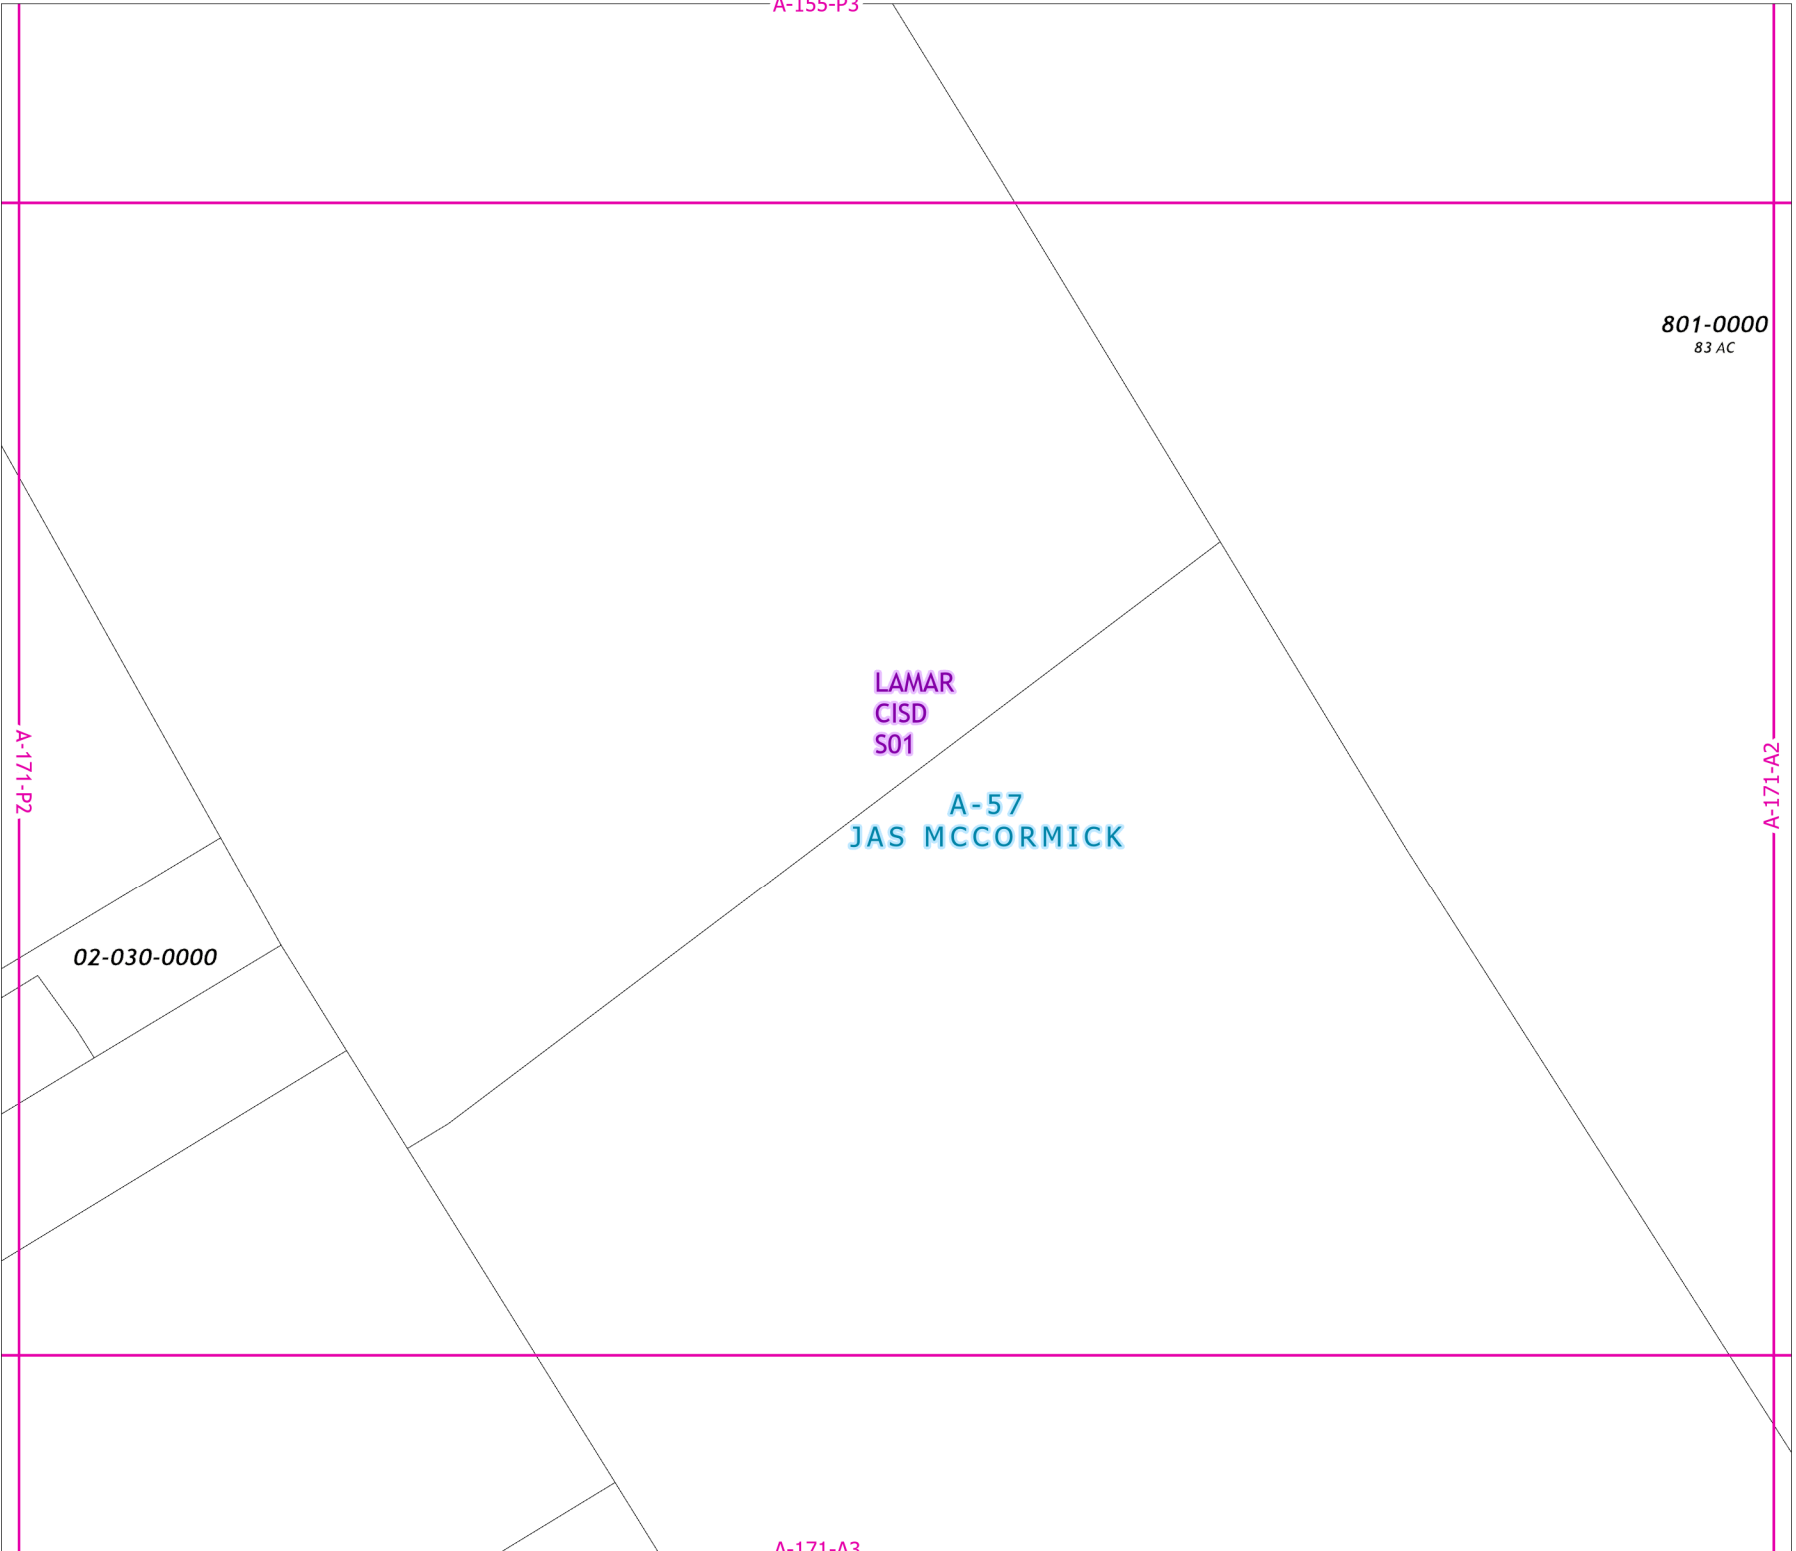 A-155-P3
801-0000
83 AC
LAMAR
CISD
S01
A-171-P2
A-171-A2
A-57
JAS MCCORMICK
02-030-0000
A-171-A3